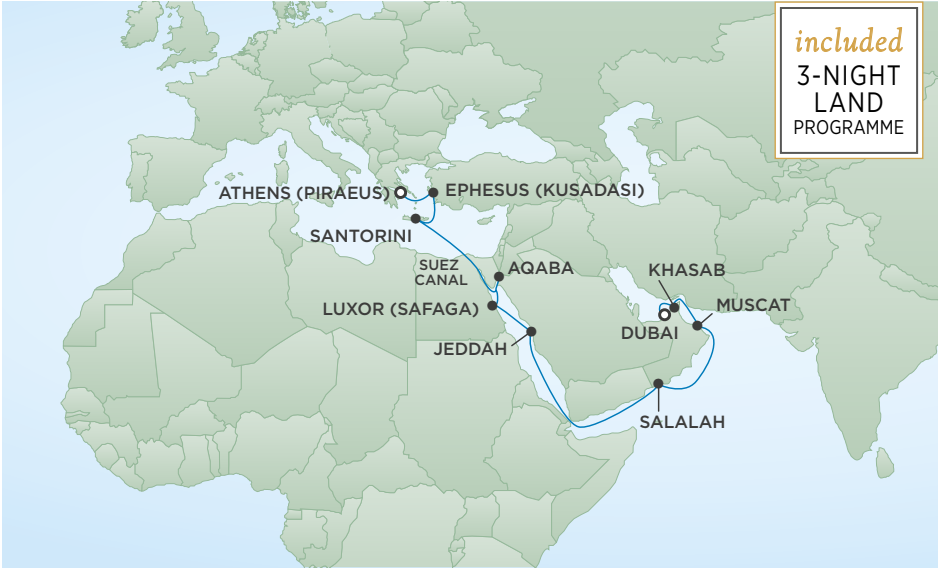 included
3-NIGHT
LAND
PROGRAMME
ATHENS (PIRAEUS)
EPHESUS (KUSADASI)
SANTORINI
SUEZ
CANAL
AQABA
KHASAB
LUXOR (SAFAGA)
MUSCAT
DUBAI
JEDDAH
SALALAH